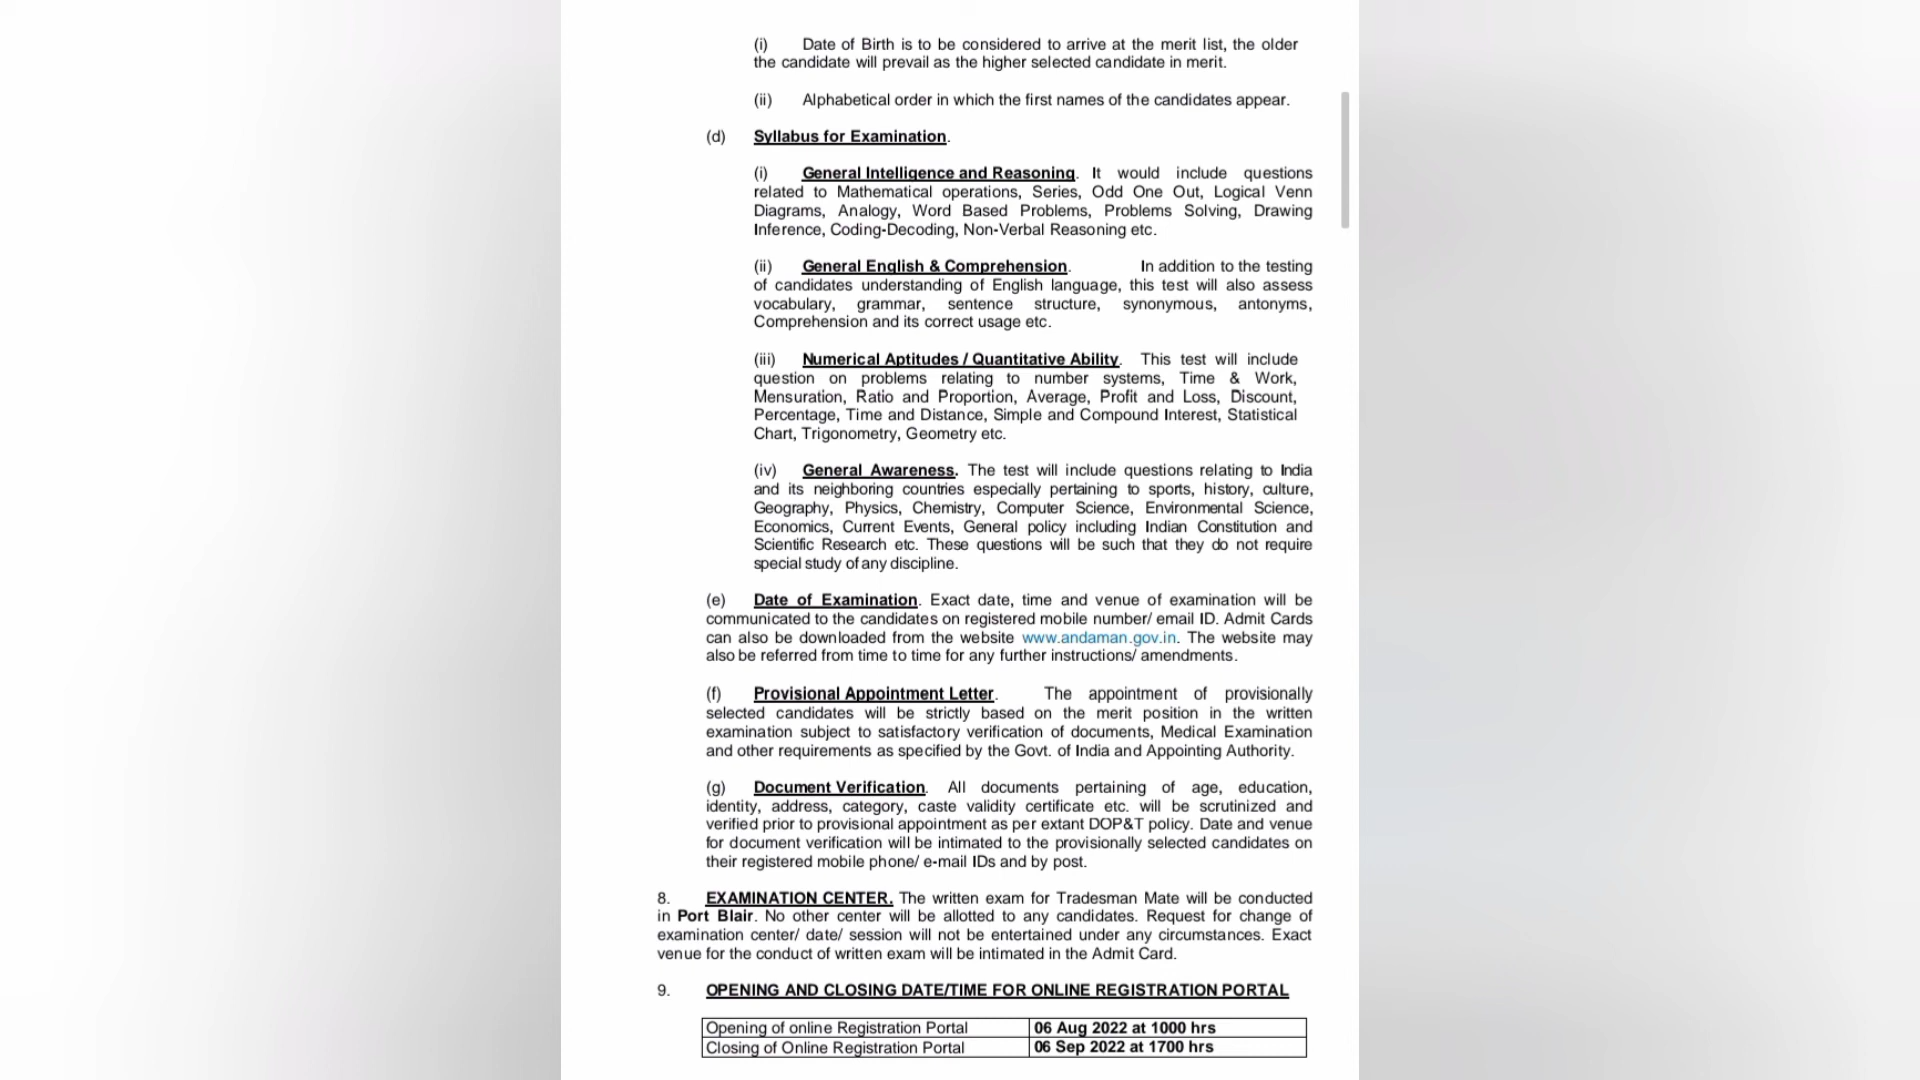 (i) Date of Birth is to be considered to arrive at the merit list, the older
the candidate will prevail as the higher selected candidate in merit.
(ii) Alphabetical order in which the first names of the candidates appear.
(d) Syllabus for Examination.
(i) General Intelligence and Reasoning. It would include questions
related to Mathematical operations, Series, Odd One Out, Logical Venn
Diagrams, Analogy, Word Based Problems, Problems Solving, Drawing
Inference, Coding-Decoding, Non-Verbal Reasoning etc.
(ii) General English & Comprehension. In addition to the testing
of candidates understanding of English language, this test will also assess
vocabulary, grammar, sentence structure, synonymous, antonyms,
Comprehension and its correct usage etc.
(iii) Numerical Aptitudes / Quantitative Ability. This test will include
question on problems relating to number systems, Time & Work,
Mensuration, Ratio and Proportion, Average, Profit and Loss, Discount,
Percentage, Time and Distance, Simple and Compound Interest, Statistical
Chart, Trigonometry, Geometry etc.
(iv) General Awareness. The test will include questions relating to India
and its neighboring countries especially pertaining to sports, history, culture,
Geography, Physics, Chemistry, Computer Science, Environmental Science,
Economics, Current Events, General policy including Indian Constitution and
Scientific Research etc. These questions will be such that they do not require
special study of any discipline.
(e) Date of Examination. Exact date, time and venue of examination will be
communicated to the candidates on registered mobile number/ email ID. Admit Cards
can also be downloaded from the website www.andaman.gov.in. The website may
also be referred from time to time for any further instructions/ amendments.
(f) Provisional Appointment Letter. The appointment of provisionally
selected candidates will be strictly based on the merit position in the written
examination subject to satisfactory verification of documents, Medical Examination
and other requirements as specified by the Govt. of India and Appointing Authority.
(g) Document Verification. All documents pertaining of age, education,
identity, address, category, caste validity certificate etc. will be scrutinized and
verified prior to provisional appointment as per extant DOP&T policy. Date and venue
for document verification will be intimated to the provisionally selected candidates on
their registered mobile phone/ e-mail IDs and by post.
8. EXAMINATION CENTER. The written exam for Tradesman Mate will be conducted
in Port Blair. No other center will be allotted to any candidates. Request for change of
examination center/ date/ session will not be entertained under any circumstances. Exact
venue for the conduct of written exam will be intimated in the Admit Card.
9. OPENING AND CLOSING DATE/TIME FOR ONLINE REGISTRATION PORTAL
Opening of online Registration Portal 06 Aug 2022 at 1000 hrs
Closing of Online Registration Portal 06 Sep 2022 at 1700 hrs